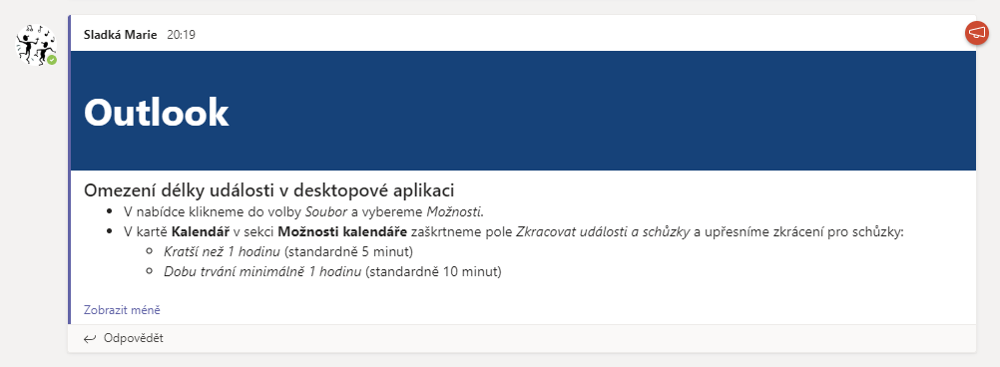 Sladká Marie 20:19
Outlook
Omezení délky události v desktopové aplikaci
• V nabídce klikneme do volby Soubor a vybereme Možnosti.
• V kartě Kalendář v sekci Možnosti kalendáře zaškrtneme pole Zkracovat události a schůzky a upřesníme zkrácení pro schůzky:
◦ Kratší než 1 hodinu (standardně 5 minut)
◦ Dobu trvání minimálně 1 hodinu (standardně 10 minut)
Zobrazit méně
Odpovědět